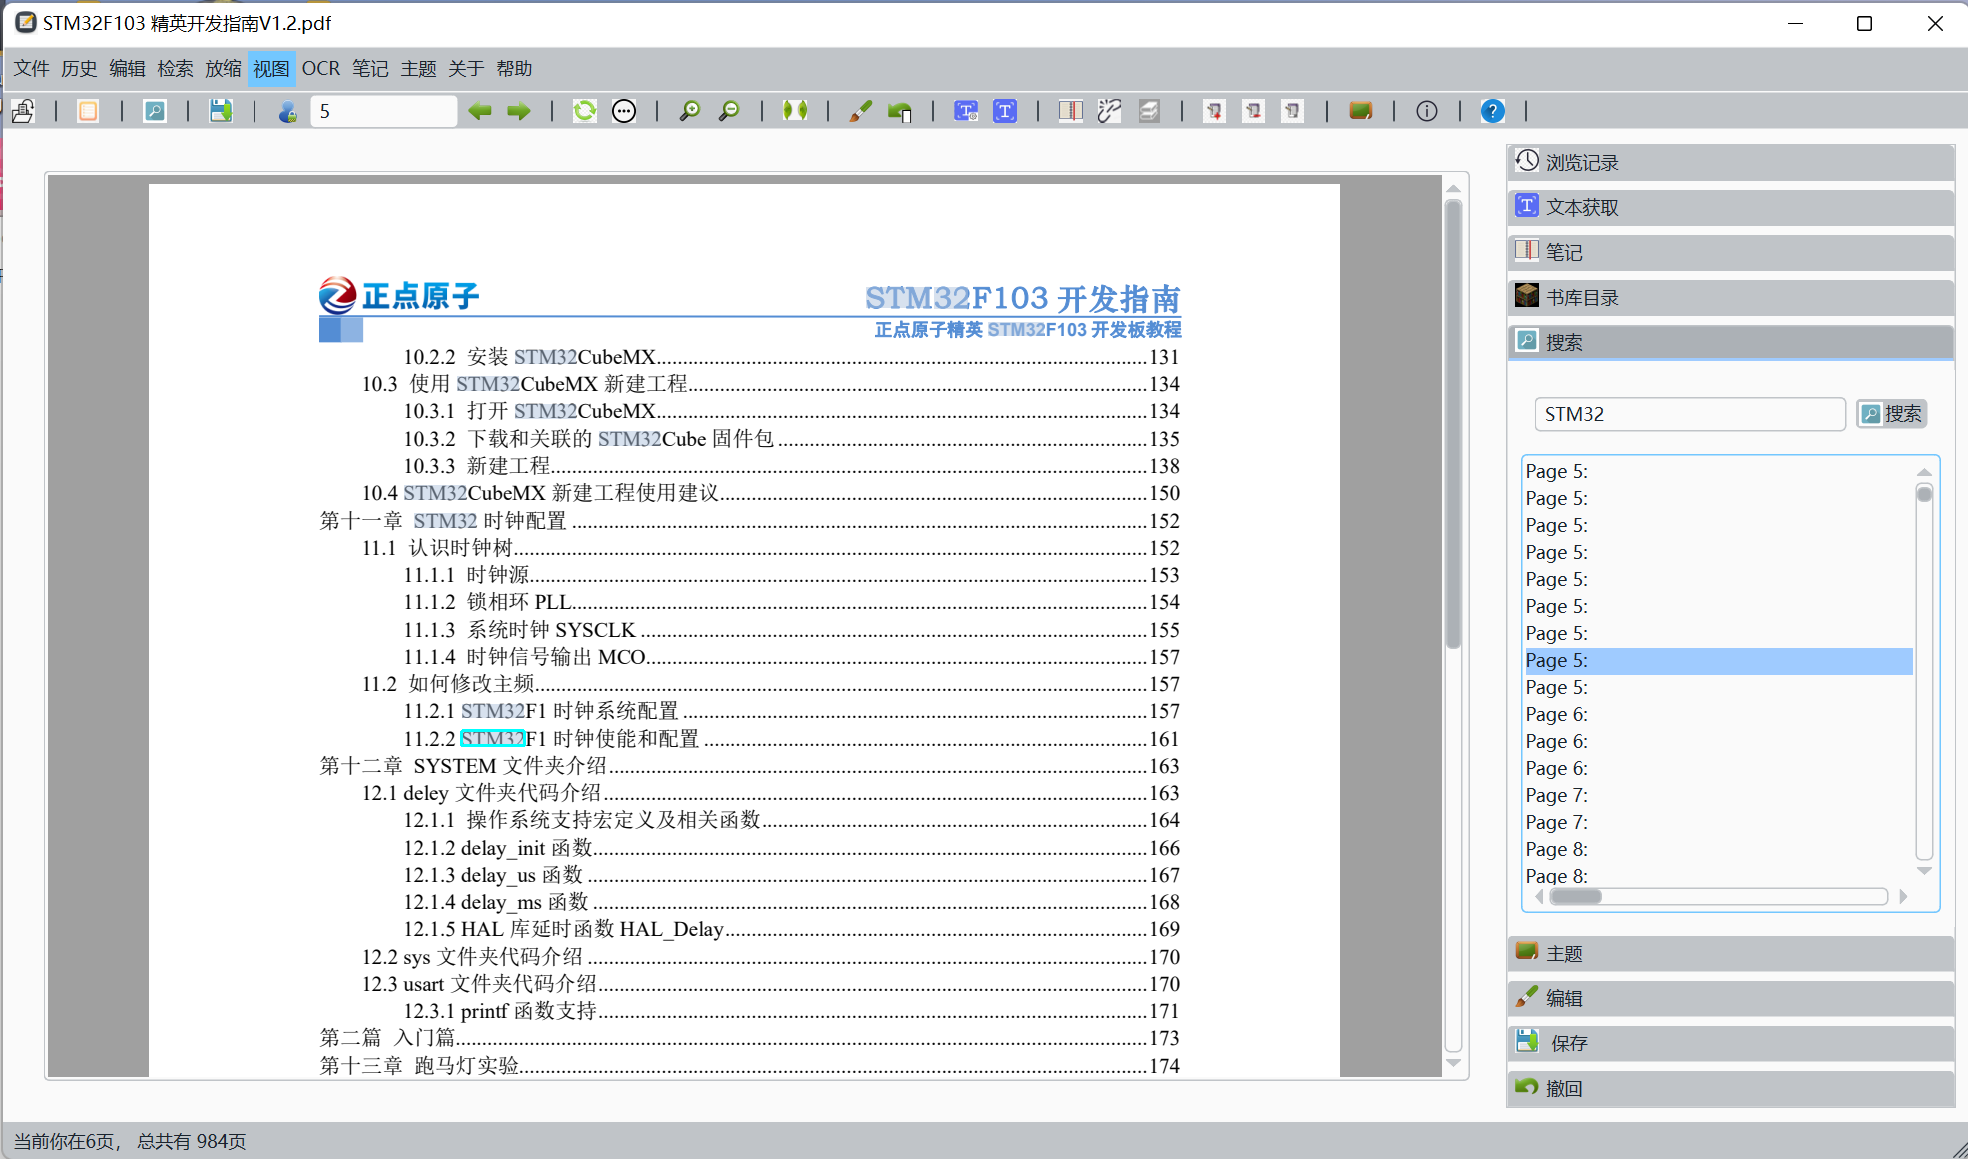 STM32F103 精英开发指南V1.2.pdf
文件 历史 编辑 检索 放缩 视图 OCR 笔记 主题 关于 帮助
5
正点原子
STM32F103 开发指南
正点原子精英 STM32F103 开发板教程
10.2.2 安装 STM32CubeMX....................131
10.3 使用 STM32CubeMX 新建工程....................134
10.3.1 打开 STM32CubeMX....................134
10.3.2 下载和关联的 STM32Cube 固件包....................135
10.3.3 新建工程....................138
10.4 STM32CubeMX 新建工程使用建议....................150
第十一章 STM32 时钟配置....................152
11.1 认识时钟树....................152
11.1.1 时钟源....................153
11.1.2 锁相环 PLL....................154
11.1.3 系统时钟 SYSCLK....................155
11.1.4 时钟信号输出 MCO....................157
11.2 如何修改主频....................157
11.2.1 STM32F1 时钟系统配置....................157
11.2.2 STM32F1 时钟使能和配置....................161
第十二章 SYSTEM 文件夹介绍....................163
12.1 deley 文件夹代码介绍....................163
12.1.1 操作系统支持宏定义及相关函数....................164
12.1.2 delay_init 函数....................166
12.1.3 delay_us 函数....................167
12.1.4 delay_ms 函数....................168
12.1.5 HAL 库延时函数 HAL_Delay....................169
12.2 sys 文件夹代码介绍....................170
12.3 usart 文件夹代码介绍....................170
12.3.1 printf 函数支持....................171
第二篇 入门篇....................173
第十三章 跑马灯实验....................174
浏览记录
文本获取
笔记
书库目录
搜索
STM32 搜索
Page 5:
Page 5:
Page 5:
Page 5:
Page 5:
Page 5:
Page 5:
Page 5:
Page 5:
Page 6:
Page 6:
Page 6:
Page 7:
Page 7:
Page 8:
Page 8:
主题
编辑
保存
撤回
当前你在6页， 总共有 984页